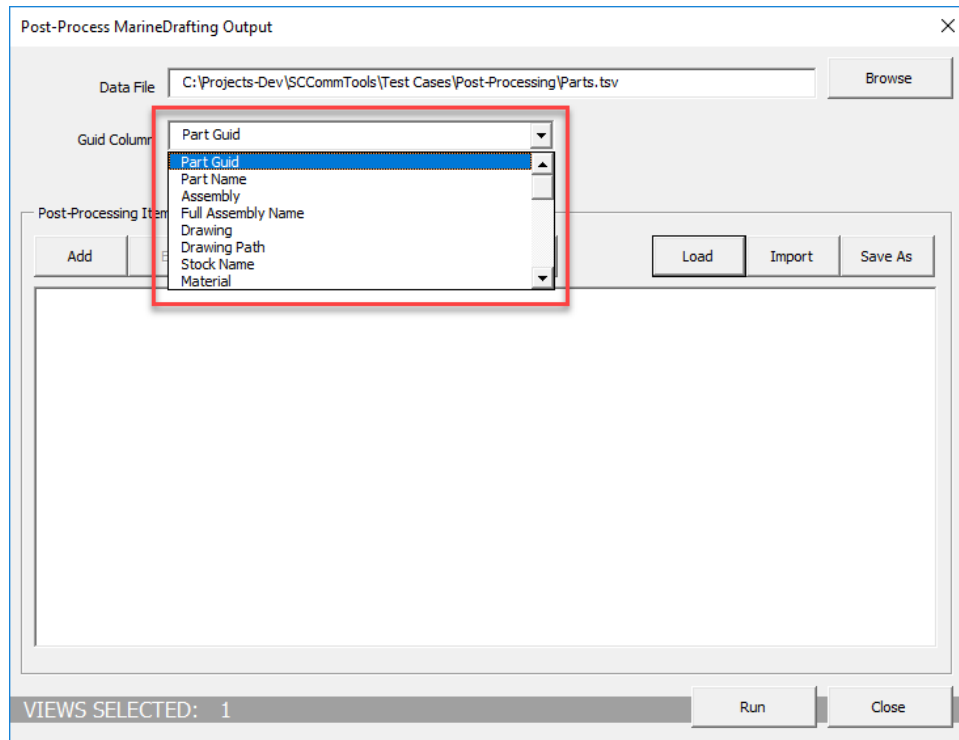 Post-Process MarineDrafting Output
Data File C:\Projects-Dev\SCCommTools\Test Cases\Post-Processing\Parts.tsv Browse
Guid Column Part Guid
Part Guid
Part Name
Assembly
Full Assembly Name
Drawing
Drawing Path
Stock Name
Material
Post-Processing Item
Add Load Import Save As
VIEWS SELECTED: 1 Run Close